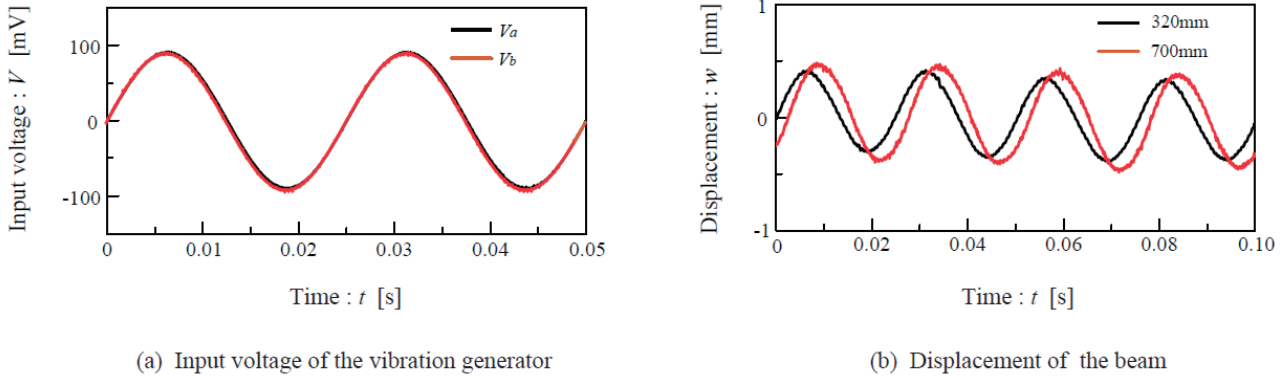 Input voltage : V [mV]
100
0
-100
Va
Vb
0
0.01
0.02
0.03
0.04
0.05
Time : t [s]
(a) Input voltage of the vibration generator
Displacement : w [mm]
1
0
-1
320mm
700mm
0
0.02
0.04
0.06
0.08
0.10
Time : t [s]
(b) Displacement of the beam